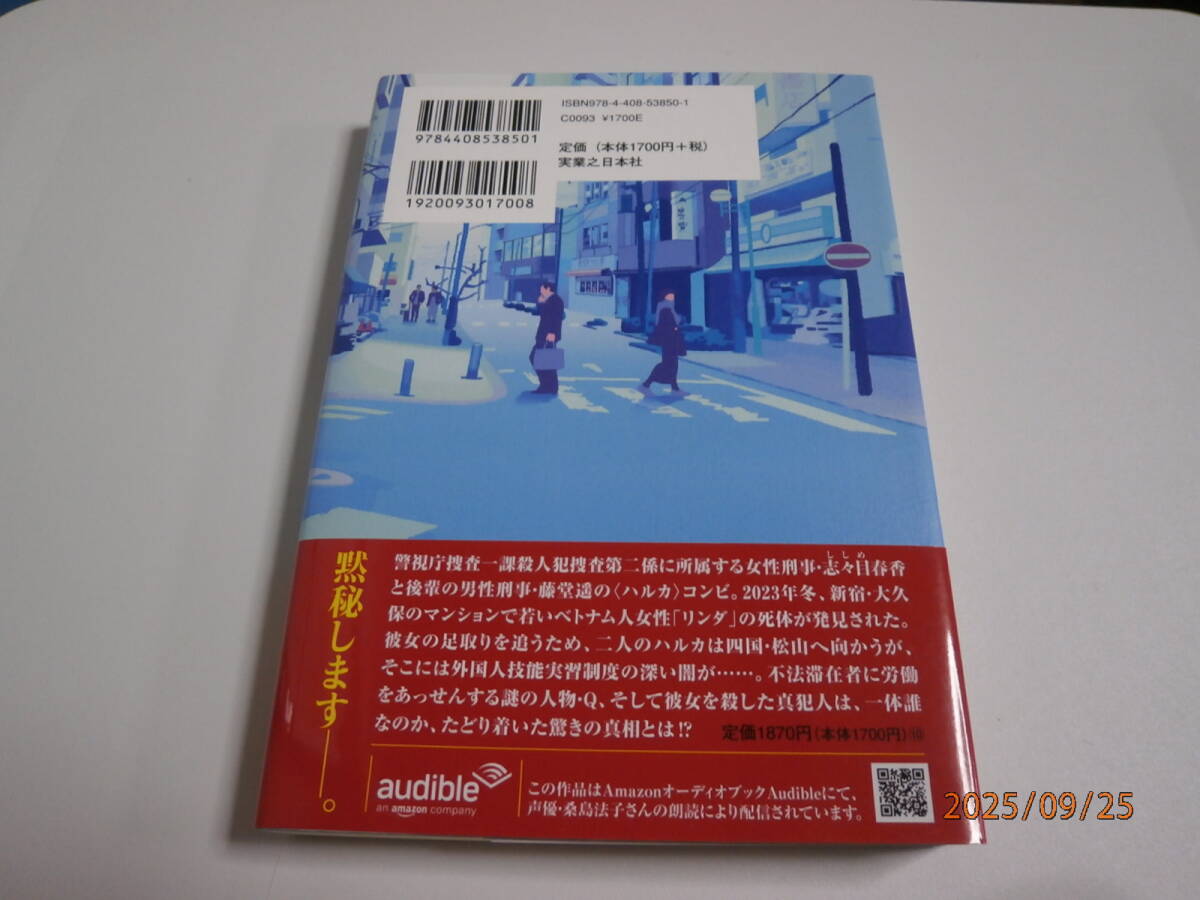 ISBN978-4-408-53850-1
C0093 ¥1700E
9784408538501
定価（本体1700円＋税）
実業之日本社
1920093017008
黙秘します――。
警視庁捜査一課殺人犯捜査第二係に所属する女性刑事・志々目春香
ししめ
と後輩の男性刑事・藤堂遥の〈ハルカ〉コンビ。2023年冬、新宿・大久
保のマンションで若いベトナム人女性「リンダ」の死体が発見された。
彼女の足取りを追うため、二人のハルカは四国・松山へ向かうが、
そこには外国人技能実習制度の深い闇が……。不法滞在者に労働
をあっせんする謎の人物・Q、そして彼女を殺した真犯人は、一体誰
なのか、たどり着いた驚きの真相とは!?
定価1870円（本体1700円）⑩
audible
an amazon company
この作品はAmazonオーディオブックAudibleにて、
声優・桑島法子さんの朗読により配信されています。
2025/09/25